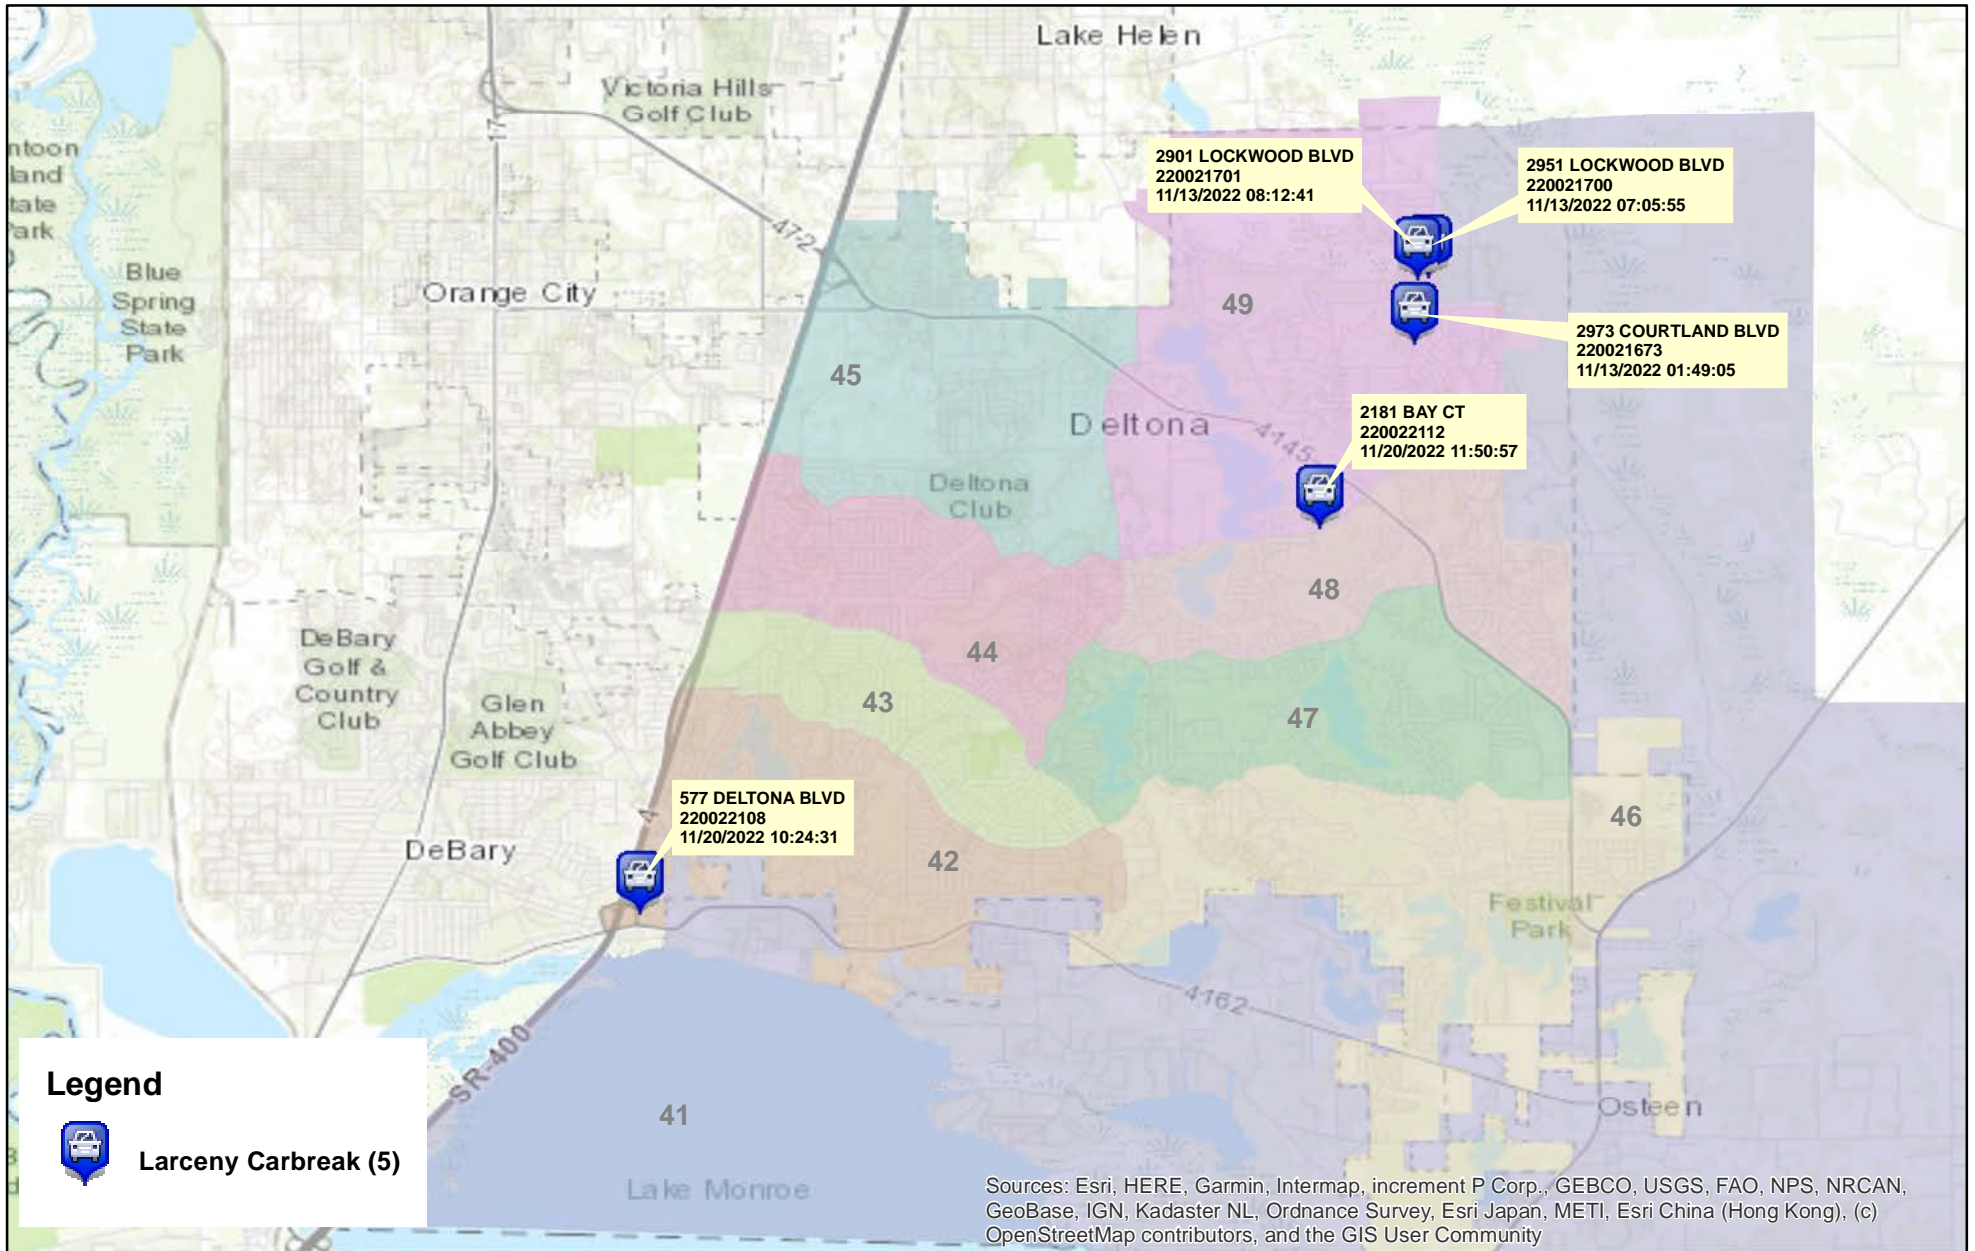 Lake Helen
Victoria Hills
Golf Club
17
ntoon
land
tate
Park
2901 LOCKWOOD BLVD
220021701
11/13/2022 08:12:41
2951 LOCKWOOD BLVD
220021700
11/13/2022 07:05:55
472
Blue
Spring
State
Park
Orange City
49
2973 COURTLAND BLVD
220021673
11/13/2022 01:49:05
45
Deltona
4145
2181 BAY CT
220022112
11/20/2022 11:50:57
Deltona
Club
48
DeBary
Golf &
Country
Club
44
43
Glen
Abbey
Golf Club
47
577 DELTONA BLVD
220022108
11/20/2022 10:24:31
4
46
DeBary
42
Festival
Park
4162
SR-400
Legend
Larceny Carbreak (5)
41
Osteen
Lake Monroe
Sources: Esri, HERE, Garmin, Intermap, increment P Corp., GEBCO, USGS, FAO, NPS, NRCAN,
GeoBase, IGN, Kadaster NL, Ordnance Survey, Esri Japan, METI, Esri China (Hong Kong), (c)
OpenStreetMap contributors, and the GIS User Community